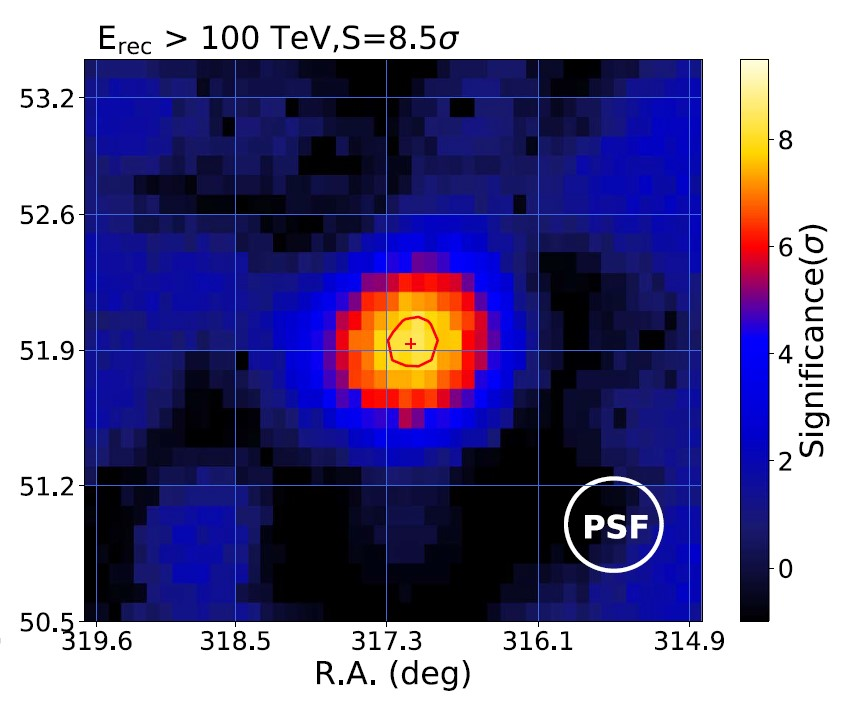 E_rec > 100 TeV,S=8.5σ
53.2
52.6
51.9
51.2
50.5
319.6 318.5 317.3 316.1 314.9
R.A. (deg)
PSF
8
6
4
2
0
Significance(σ)